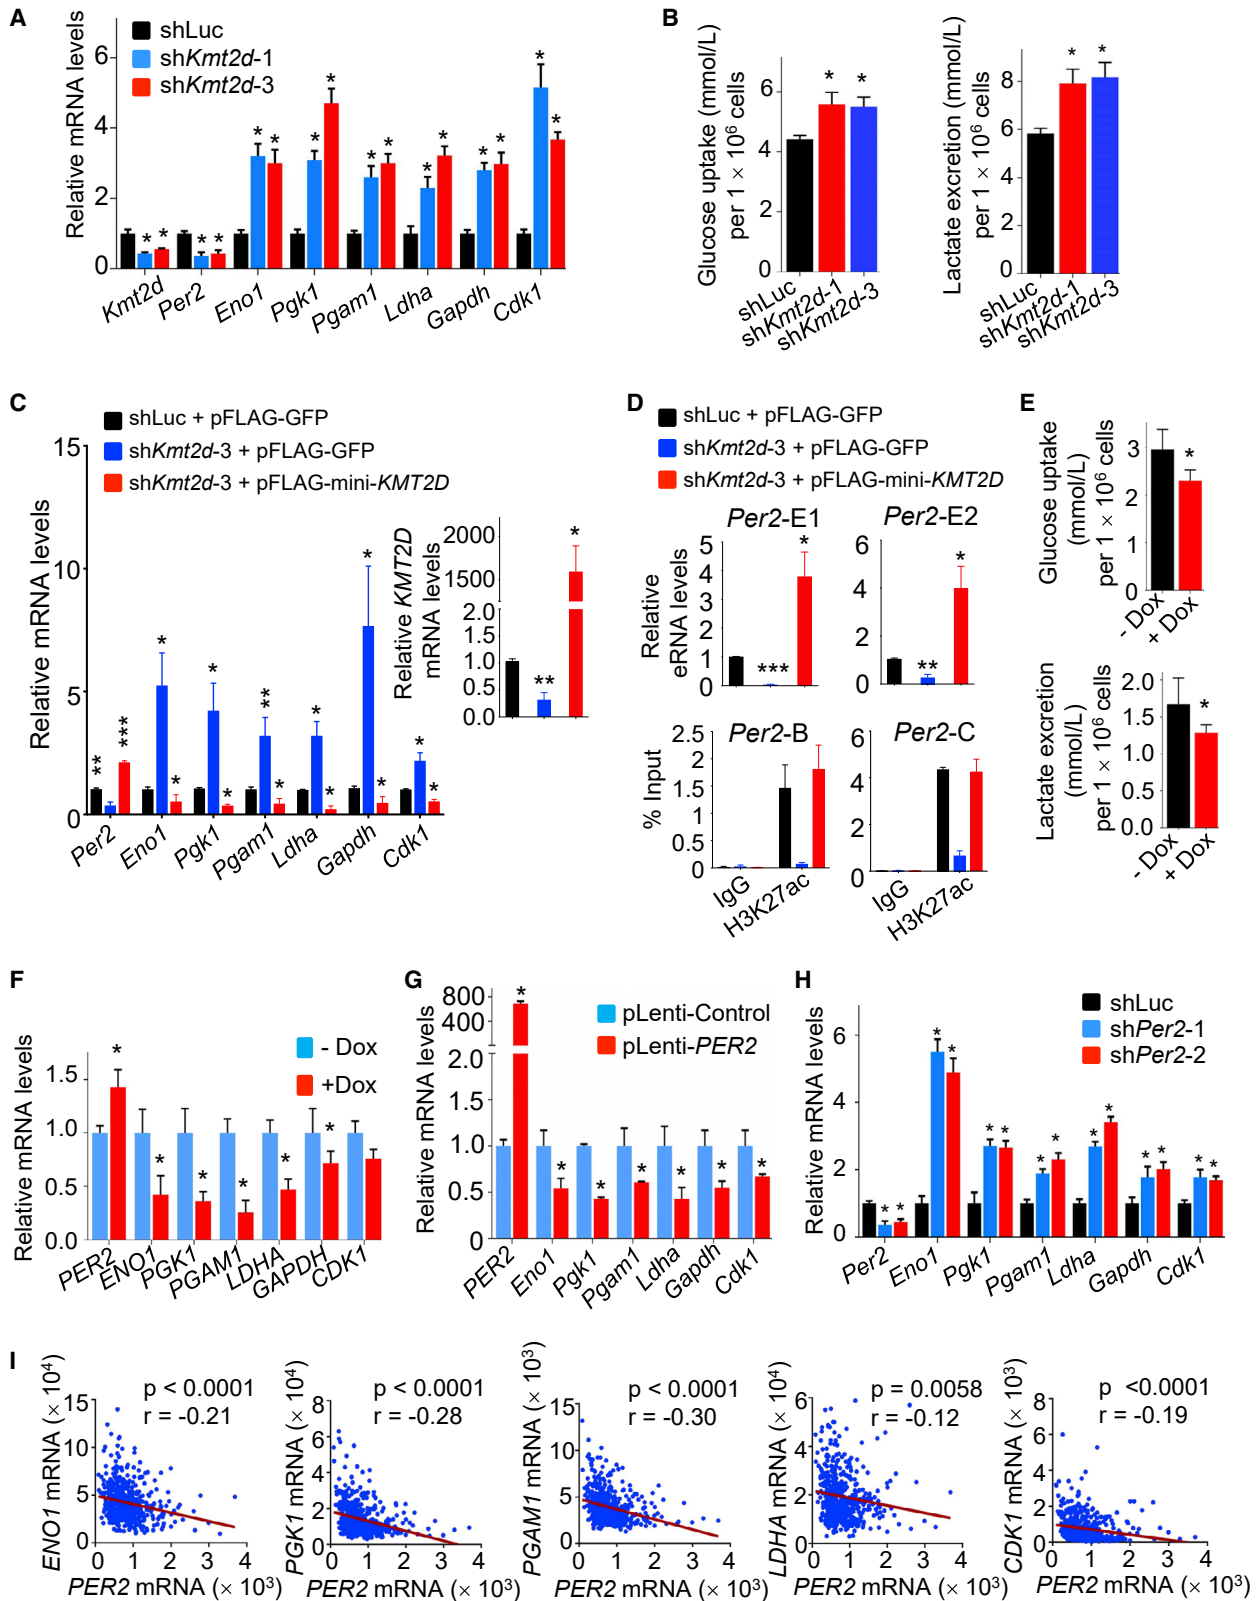 A
shLuc
shKmt2d-1
shKmt2d-3
Relative mRNA levels
6
4
2
0
* * * * * * * * * * * * * * * *
Kmt2d Per2 Eno1 Pgk1 Pgam1 Ldha Gapdh Cdk1
B
Glucose uptake (mmol/L)
per 1 × 10⁶ cells
6
4
2
0
* *
shLuc
shKmt2d-1
shKmt2d-3
Lactate excretion (mmol/L)
per 1 × 10⁶ cells
8
6
4
2
0
* *
shLuc
shKmt2d-1
shKmt2d-3
C
shLuc + pFLAG-GFP
shKmt2d-3 + pFLAG-GFP
shKmt2d-3 + pFLAG-mini-KMT2D
Relative mRNA levels
15
10
5
0
** *** * * * * ** * * * * * * *
Per2 Eno1 Pgk1 Pgam1 Ldha Gapdh Cdk1
Relative KMT2D
mRNA levels
2000
1500
2.0
1.5
1.0
0.5
0.0
** *
D
shLuc + pFLAG-GFP
shKmt2d-3 + pFLAG-GFP
shKmt2d-3 + pFLAG-mini-KMT2D
Per2-E1
Relative
eRNA levels
5
4
3
2
1
0
*** *
Per2-E2
6
4
2
0
** *
Per2-B
% Input
2.5
2
1.5
1
0.5
0
IgG H3K27ac
Per2-C
6
4
2
0
IgG H3K27ac
E
Glucose uptake
(mmol/L)
per 1 × 10⁶ cells
3
2
1
0
*
- Dox
+ Dox
Lactate excretion
(mmol/L)
per 1 × 10⁶ cells
2.0
1.5
1.0
0.5
0.0
*
- Dox
+ Dox
F
- Dox
+Dox
Relative mRNA levels
1.5
1.0
0.5
0.0
* * * * * *
PER2 ENO1 PGK1 PGAM1 LDHA GAPDH CDK1
G
pLenti-Control
pLenti-PER2
Relative mRNA levels
800
400
2.0
1.5
1.0
0.5
0
* * * * * * *
PER2 Eno1 Pgk1 Pgam1 Ldha Gapdh Cdk1
H
shLuc
shPer2-1
shPer2-2
Relative mRNA levels
6
4
2
0
* * * * * * * * * * * * * *
Per2 Eno1 Pgk1 Pgam1 Ldha Gapdh Cdk1
I
ENO1 mRNA (× 10⁴)
15
10
5
0
p < 0.0001
r = -0.21
0 1 2 3 4
PER2 mRNA (× 10³)
PGK1 mRNA (× 10⁴)
8
6
4
2
0
p < 0.0001
r = -0.28
0 1 2 3 4
PER2 mRNA (× 10³)
PGAM1 mRNA (× 10³)
15
10
5
0
p < 0.0001
r = -0.30
0 1 2 3 4
PER2 mRNA (× 10³)
LDHA mRNA (× 10⁴)
6
4
2
0
p = 0.0058
r = -0.12
0 1 2 3 4
PER2 mRNA (× 10³)
CDK1 mRNA (× 10³)
8
6
4
2
0
p <0.0001
r = -0.19
0 1 2 3 4
PER2 mRNA (× 10³)